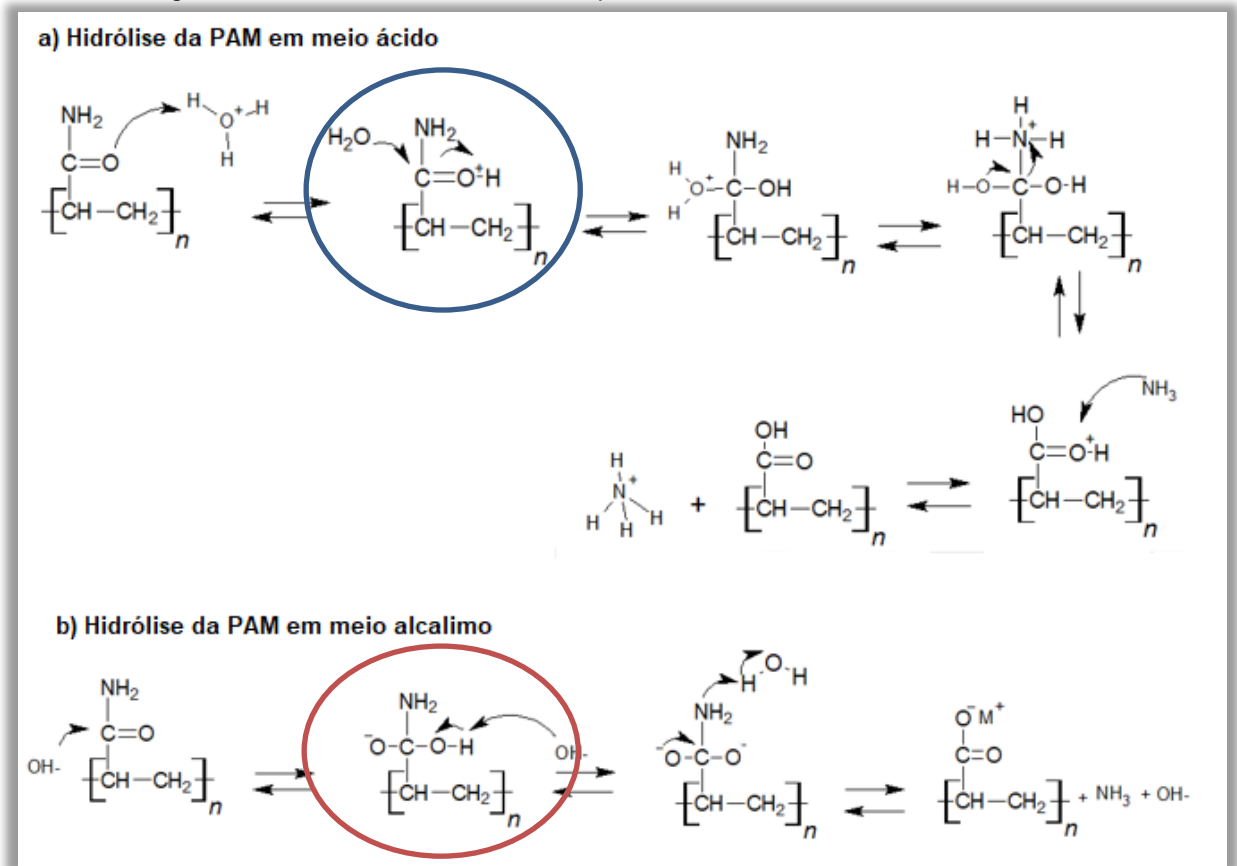 a) Hidrólise da PAM em meio ácido
NH2
C=O
CH—CH2
n
H
O+
H
H
H2O
NH2
C=O+-H
CH—CH2
n
NH2
H
O+—C—OH
H
CH—CH2
n
H
H—N+—H
H—O—C—O-H
CH—CH2
n
NH3
HO
C=O+-H
CH—CH2
n
OH
C=O
CH—CH2
n
+
H
N+
H
H
H
b) Hidrólise da PAM em meio alcalimo
NH2
C=O
OH-
CH—CH2
n
NH2
-O-C-O-H
OH-
CH—CH2
n
O
H
H
NH2
-O-C-O-
CH—CH2
n
O- M+
C=O
CH—CH2
n
+ NH3 + OH-